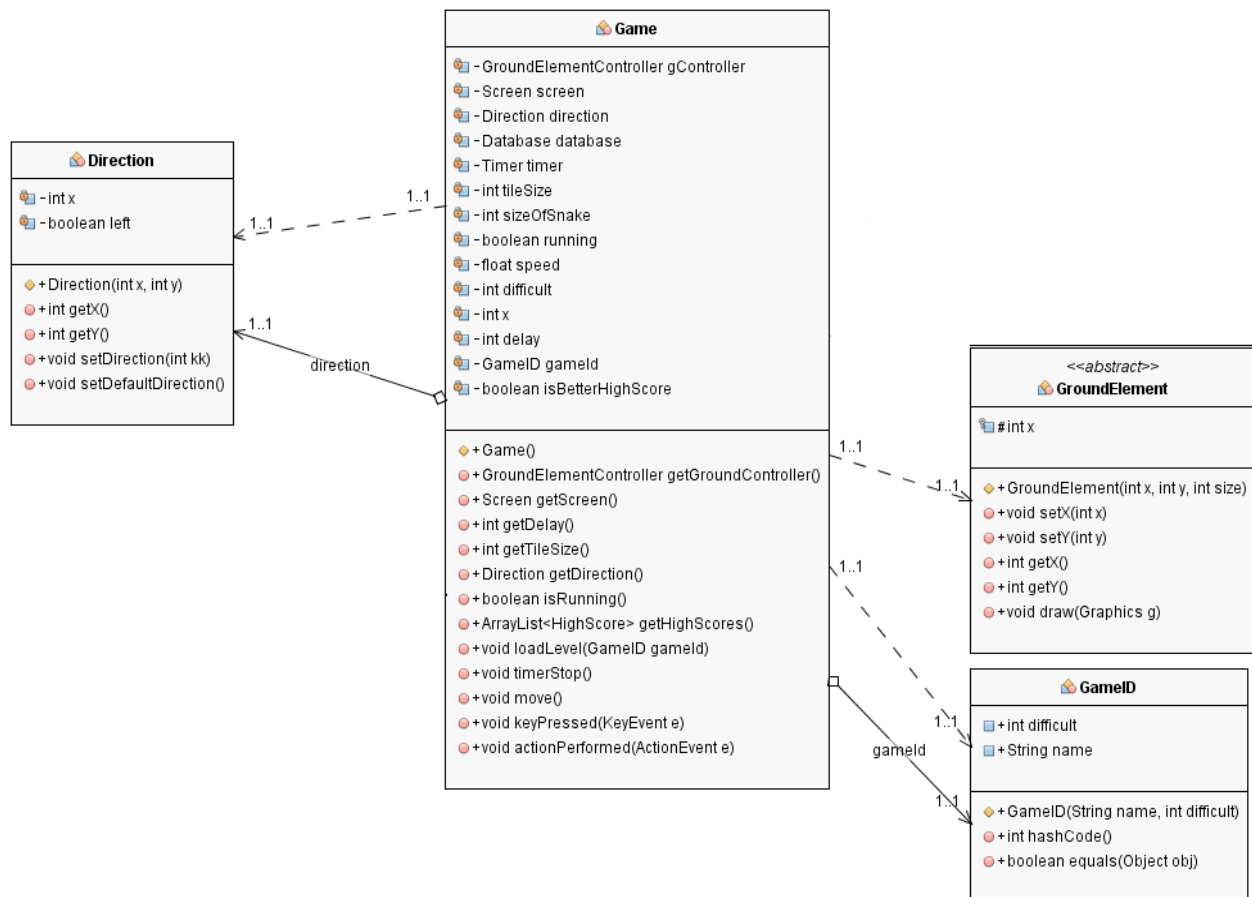 Game
- GroundElementController gController
- Screen screen
- Direction direction
- Database database
- Timer timer
- int tileSize
- int sizeOfSnake
- boolean running
- float speed
- int difficult
- int x
- int delay
- GameID gameId
- boolean isBetterHighScore
+ Game()
+ GroundElementController getGroundController()
+ Screen getScreen()
+ int getDelay()
+ int getTileSize()
+ Direction getDirection()
+ boolean isRunning()
+ ArrayList<HighScore> getHighScores()
+ void loadLevel(GameID gameId)
+ void timerStop()
+ void move()
+ void keyPressed(KeyEvent e)
+ void actionPerformed(ActionEvent e)
Direction
- int x
- boolean left
+ Direction(int x, int y)
+ int getX()
+ int getY()
+ void setDirection(int kk)
+ void setDefaultDirection()
1..1
1..1
1..1
direction
<<abstract>>
GroundElement
# int x
+ GroundElement(int x, int y, int size)
+ void setX(int x)
+ void setY(int y)
+ int getX()
+ int getY()
+ void draw(Graphics g)
1..1
1..1
1..1
1..1
gameId
1..1
GameID
+ int difficult
+ String name
+ GameID(String name, int difficult)
+ int hashCode()
+ boolean equals(Object obj)